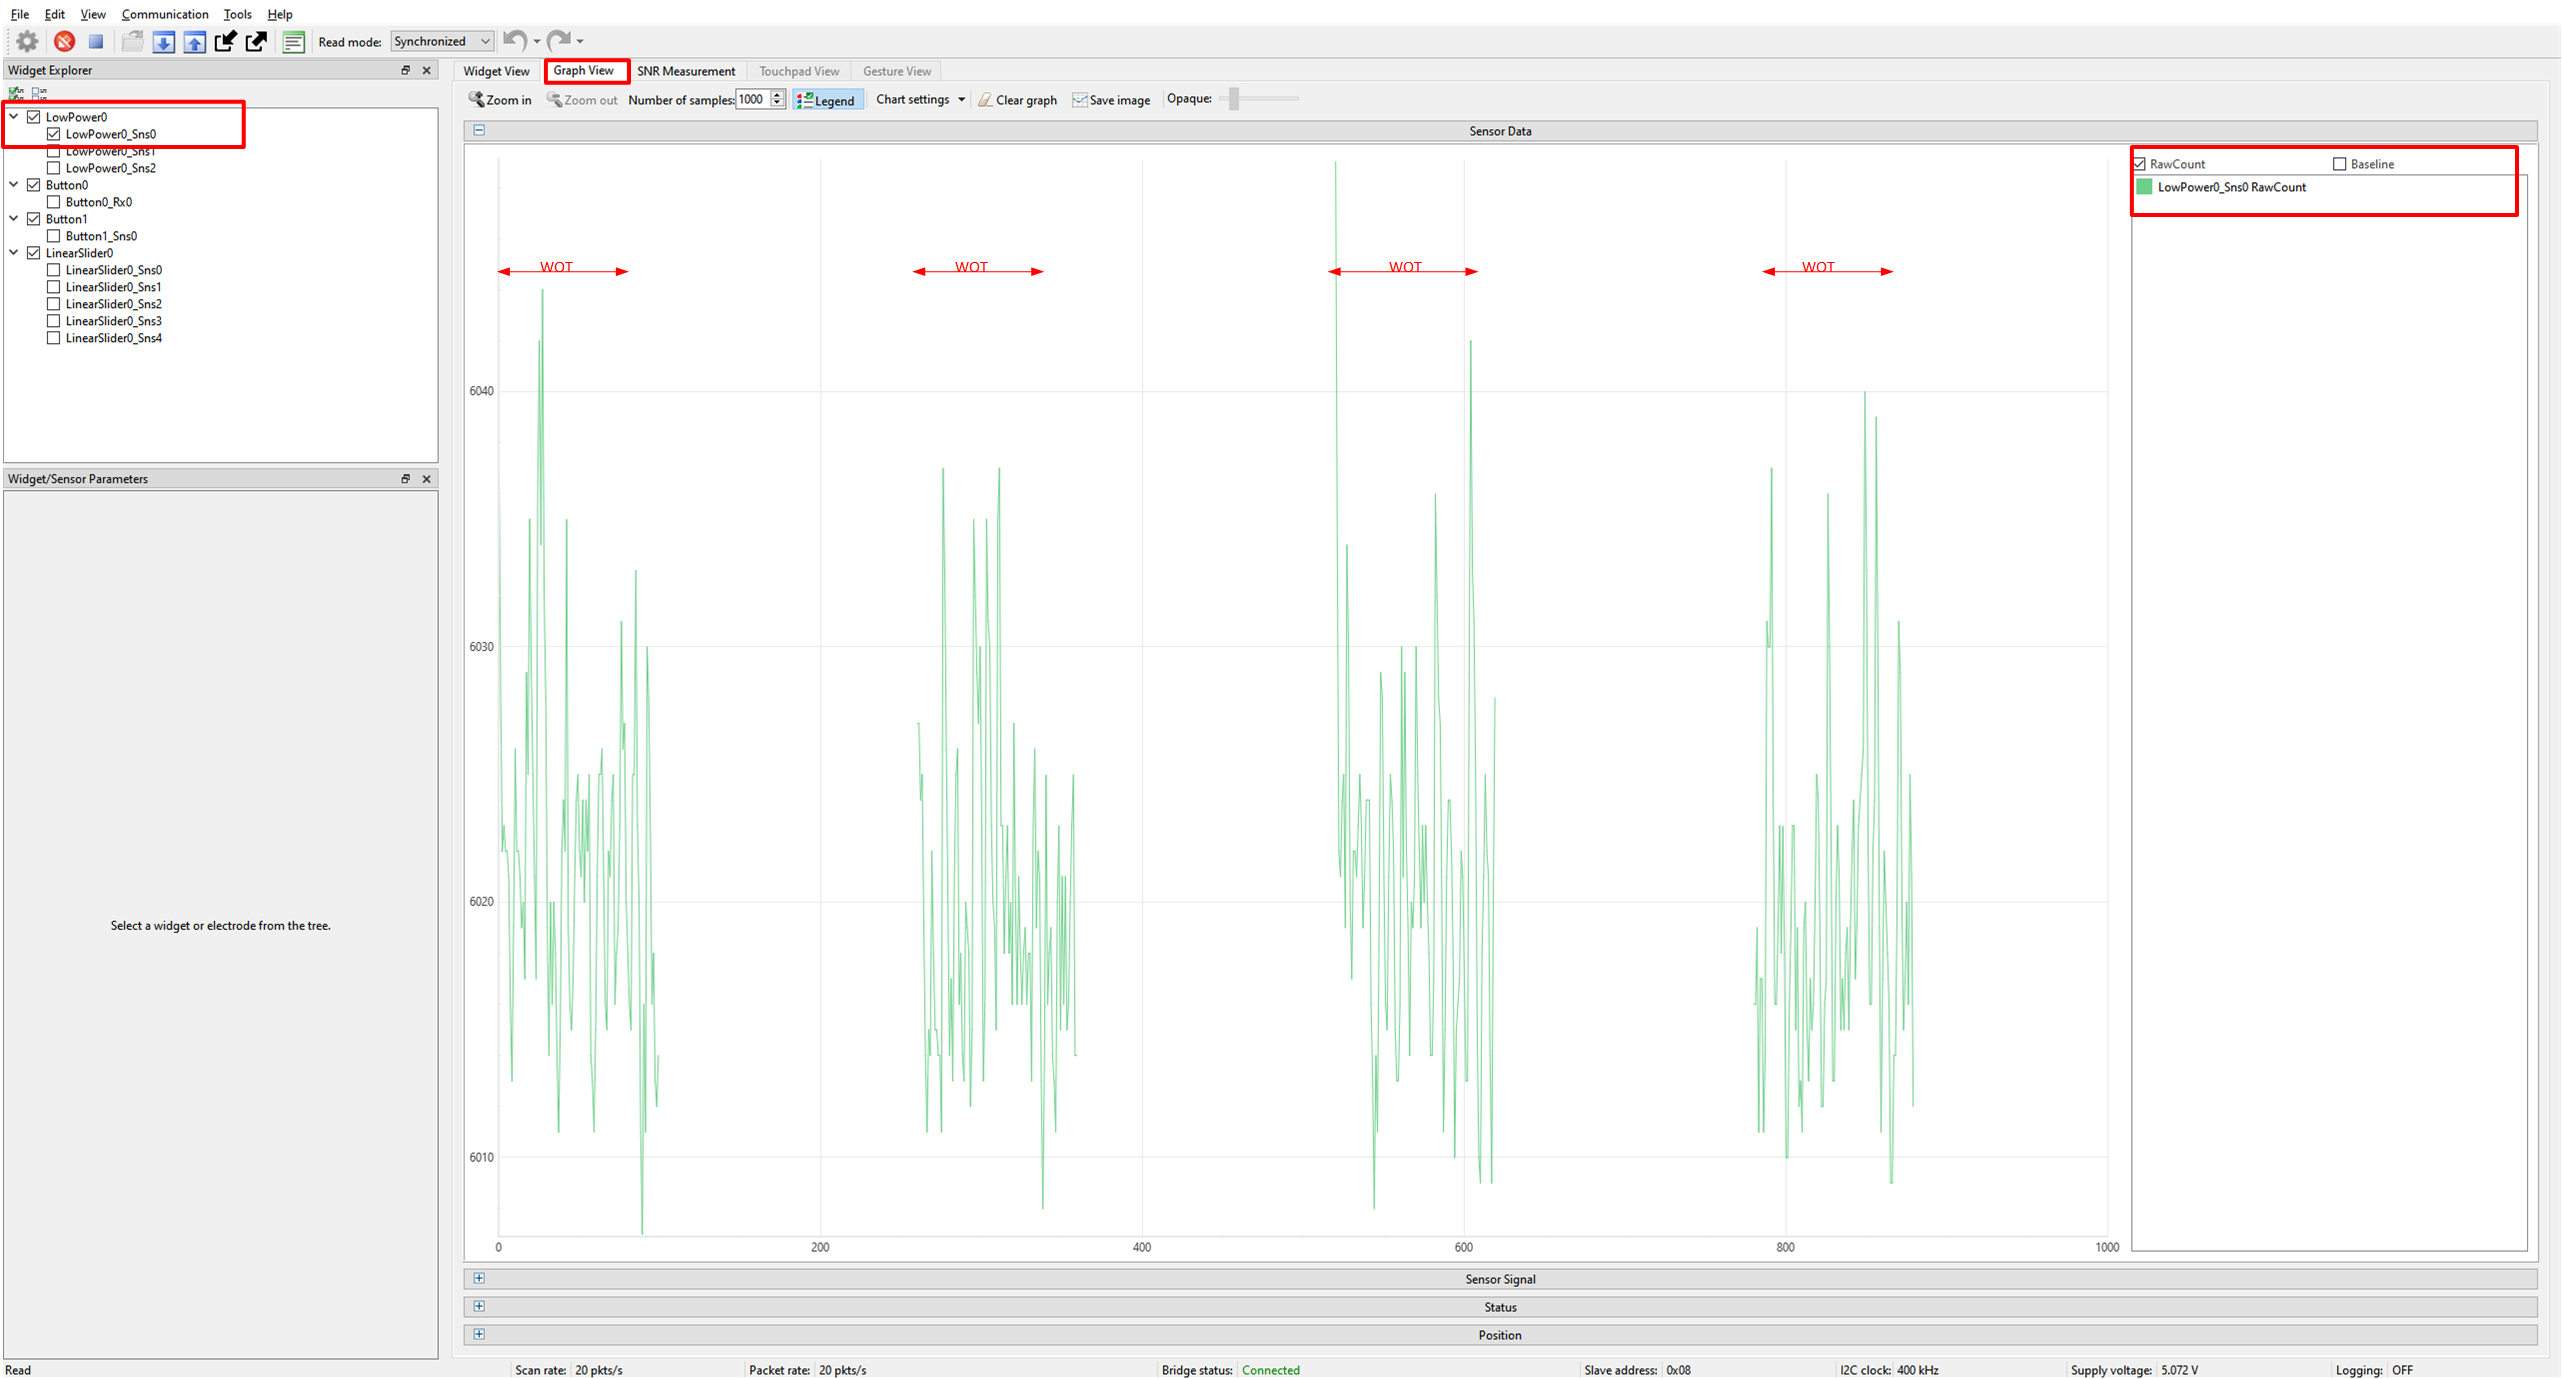 File Edit View Communication Tools Help
Read mode: Synchronized
Widget Explorer
LowPower0
LowPower0_Sns0
LowPower0_Sns1
LowPower0_Sns2
Button0
Button0_Rx0
Button1
Button1_Sns0
LinearSlider0
LinearSlider0_Sns0
LinearSlider0_Sns1
LinearSlider0_Sns2
LinearSlider0_Sns3
LinearSlider0_Sns4
Widget/Sensor Parameters
Select a widget or electrode from the tree.
Widget View Graph View SNR Measurement Touchpad View Gesture View
Zoom in Zoom out Number of samples: 1000 Legend Chart settings Clear graph Save image Opaque:
Sensor Data
RawCount Baseline
LowPower0_Sns0 RawCount
WOT WOT WOT WOT
6040
6030
6020
6010
0 200 400 600 800 1000
Sensor Signal
Status
Position
Read Scan rate: 20 pkts/s Packet rate: 20 pkts/s Bridge status: Connected Slave address: 0x08 I2C clock: 400 kHz Supply voltage: 5.072 V Logging: OFF